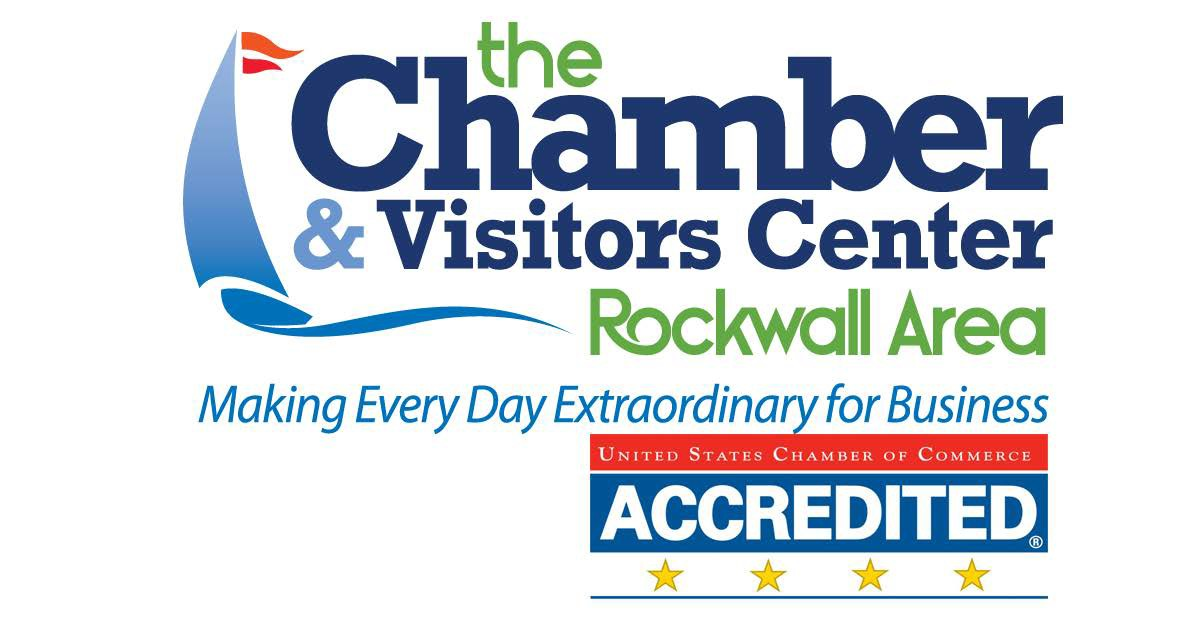 the
Chamber
& Visitors Center
Rockwall Area
Making Every Day Extraordinary for Business
UNITED STATES CHAMBER OF COMMERCE
ACCREDITED®